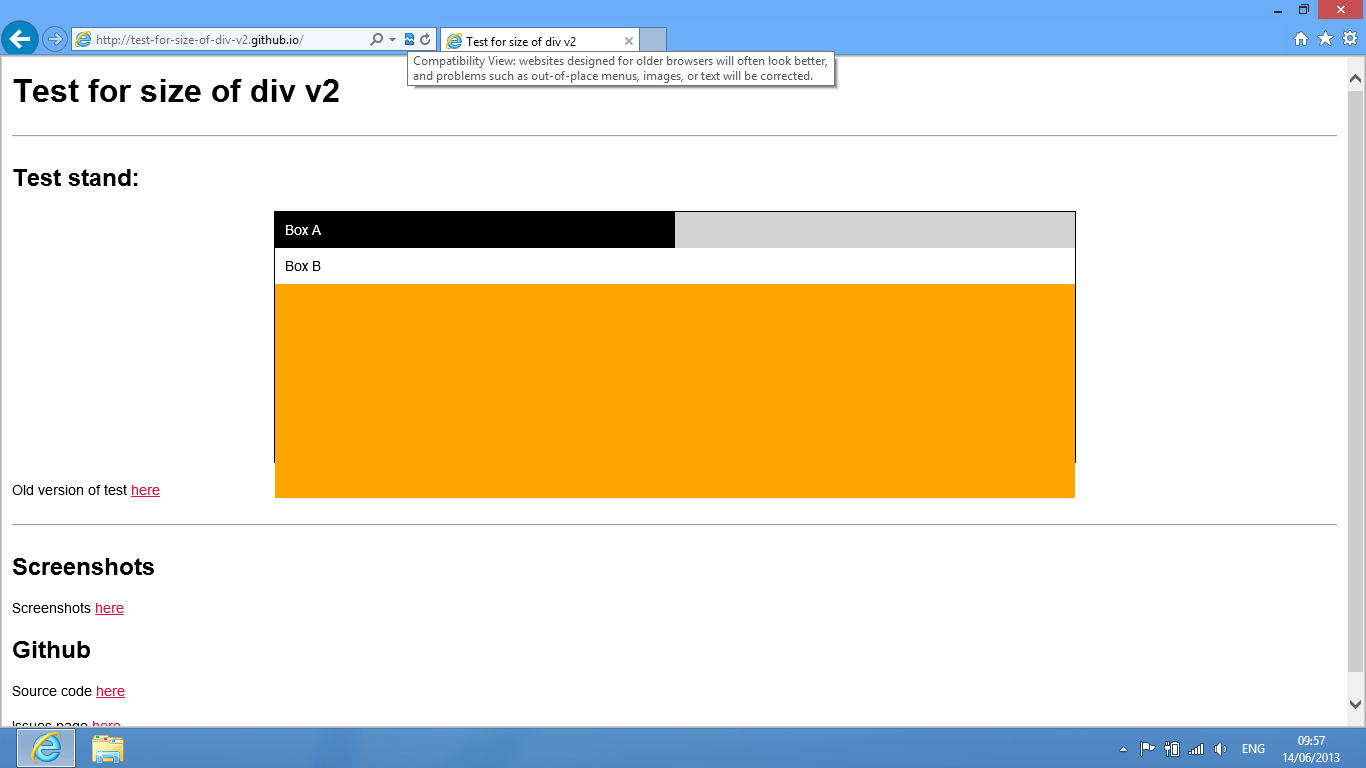 http://test-for-size-of-div-v2.github.io/
Test for size of div v2
Compatibility View: websites designed for older browsers will often look better,
and problems such as out-of-place menus, images, or text will be corrected.
Test for size of div v2
Test stand:
Box A
Box B
Old version of test here
Screenshots
Screenshots here
Github
Source code here
Issues page here
ENG
09:57
14/06/2013